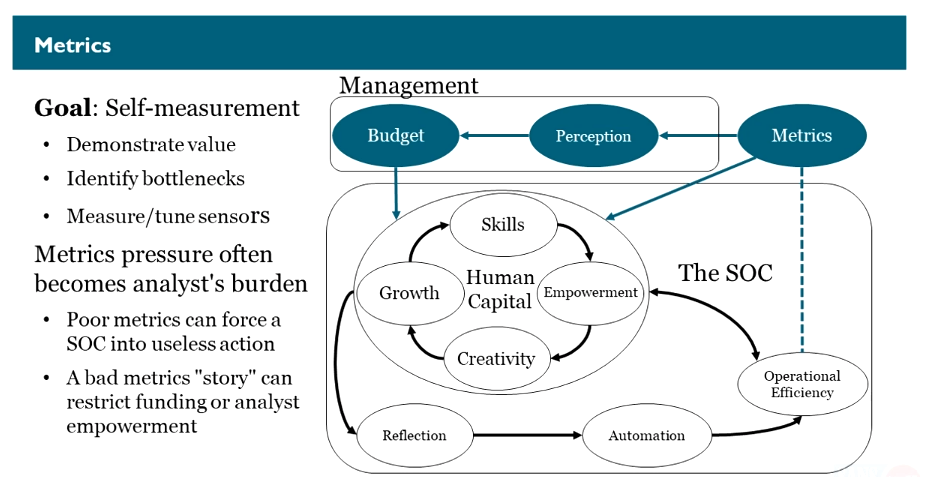 Metrics
Goal: Self-measurement
• Demonstrate value
• Identify bottlenecks
• Measure/tune sensors
Metrics pressure often
becomes analyst's burden
• Poor metrics can force a
SOC into useless action
• A bad metrics "story" can
restrict funding or analyst
empowerment
Management
Budget
Perception
Metrics
Skills
Growth
Human
Capital
Empowerment
Creativity
The SOC
Operational
Efficiency
Reflection
Automation